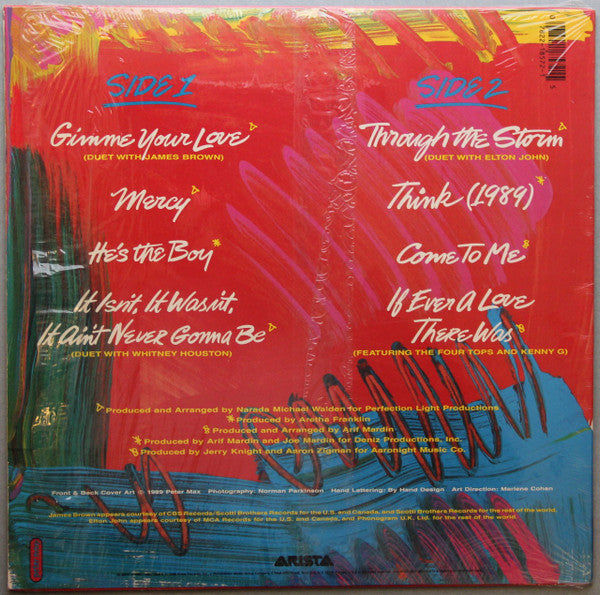 SIDE 1
Gimme Your Love
(DUET WITH JAMES BROWN)
Mercy
He's the Boy
It Isn't, It Wasn't,
It Ain't Never Gonna Be
(DUET WITH WHITNEY HOUSTON)
SIDE 2
Through the Storm
(DUET WITH ELTON JOHN)
Think (1989)
Come To Me
If Ever A Love
There Was
(FEATURING THE FOUR TOPS AND KENNY G)
Produced and Arranged by Narada Michael Walden for Perfection Light Productions
Produced by Aretha Franklin
Produced and Arranged by Arif Mardin
Produced by Arif Mardin and Joe Mardin for Deniz Productions, Inc.
Produced by Jerry Knight and Aaron Zigman for Aaronight Music Co.
Front & Back Cover Art © 1989 Peter Max Photography: Norman Parkinson Hand Lettering: By Hand Design Art Direction: Marlene Cohen
James Brown appears courtesy of CBS Records/Scotti Brothers Records for the U.S. and Canada, and Scotti Brothers Records for the rest of the world.
Elton John appears courtesy of MCA Records for the U.S. and Canada, and Phonogram U.K. Ltd. for the rest of the world.
ARISTA